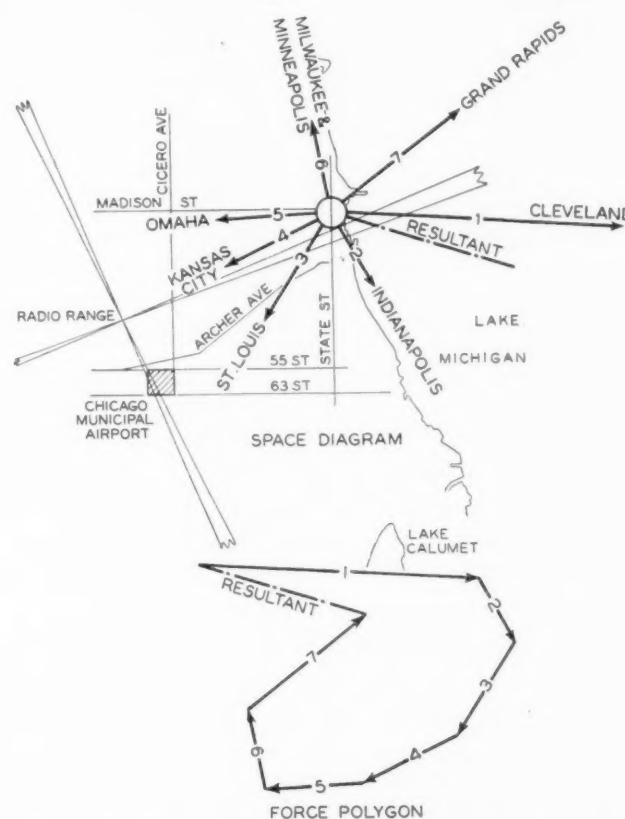 MILWAUKEE &
MINNEAPOLIS
GRAND RAPIDS
CICERO AVE
6
7
MADISON ST
5
OMAHA
1
CLEVELAND
4
RESULTANT
KANSAS
CITY
3
2
INDIANAPOLIS
ARCHER AVE
RADIO RANGE
ST. LOUIS
STATE ST
LAKE
MICHIGAN
55 ST
63 ST
CHICAGO
MUNICIPAL
AIRPORT
SPACE DIAGRAM
LAKE
CALUMET
1
RESULTANT
2
7
3
6
4
5
FORCE POLYGON